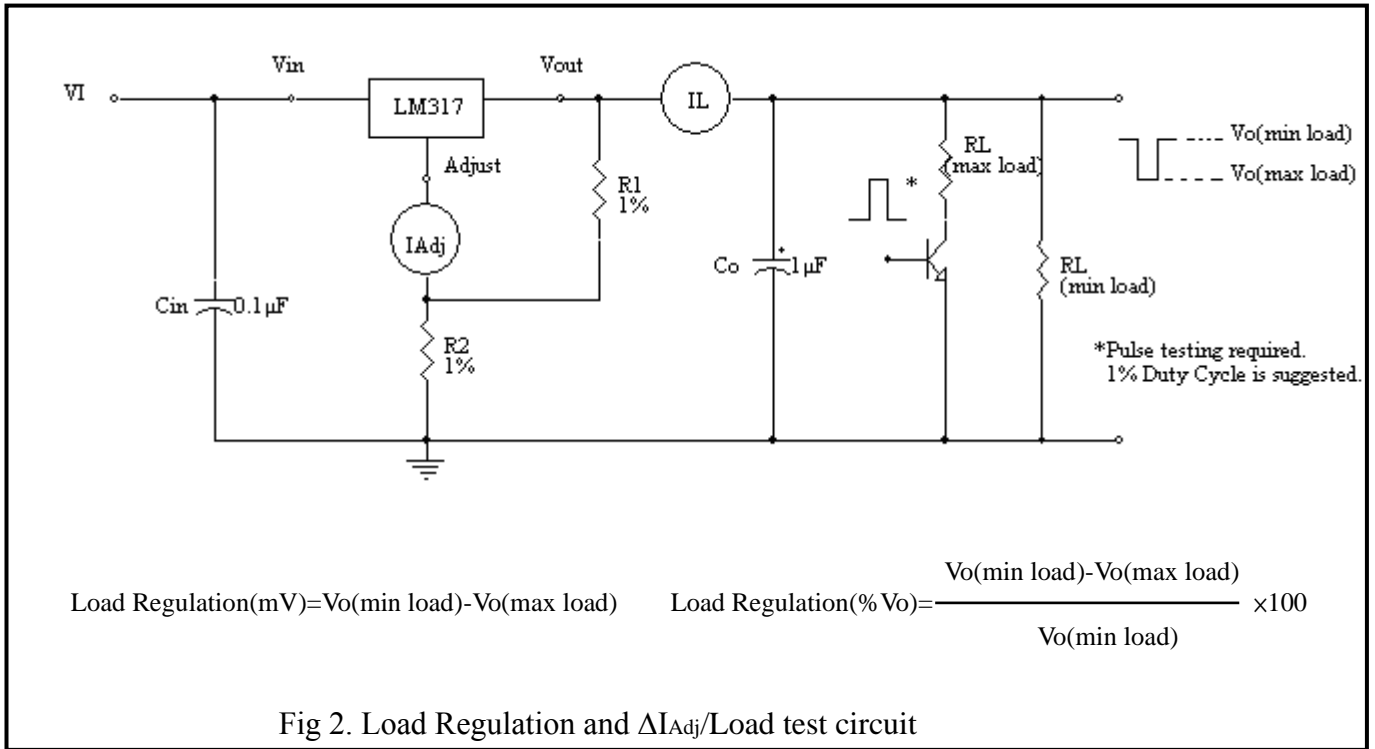 Vin
Vout
VI
LM317
IL
Adjust
R1
1%
RL
(max load)
*
Vo(min load)
Vo(max load)
IAdj
Co
1µF
RL
(min load)
Cin
0.1µF
R2
1%
*Pulse testing required.
1% Duty Cycle is suggested.
Load Regulation(mV)=Vo(min load)-Vo(max load)
Load Regulation(%Vo)=
Vo(min load)-Vo(max load)
×100
Vo(min load)
Fig 2. Load Regulation and ΔIAdj/Load test circuit